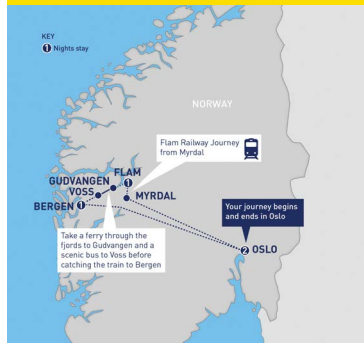 KEY
1 Nights stay
NORWAY
Flam Railway Journey
from Myrdal
FLAM
1
GUDVANGEN
VOSS
MYRDAL
BERGEN 1
Your journey begins
and ends in Oslo
2 OSLO
Take a ferry through the
fjords to Gudvangen and a
scenic bus to Voss before
catching the train to Bergen